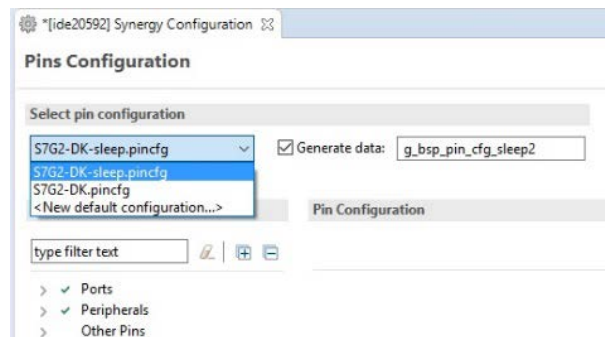 *[ide20592] Synergy Configuration
Pins Configuration
Select pin configuration
S7G2-DK-sleep.pincfg
Generate data: g_bsp_pin_cfg_sleep2
S7G2-DK-sleep.pincfg
S7G2-DK.pincfg
<New default configuration...>
Pin Configuration
type filter text
Ports
Peripherals
Other Pins